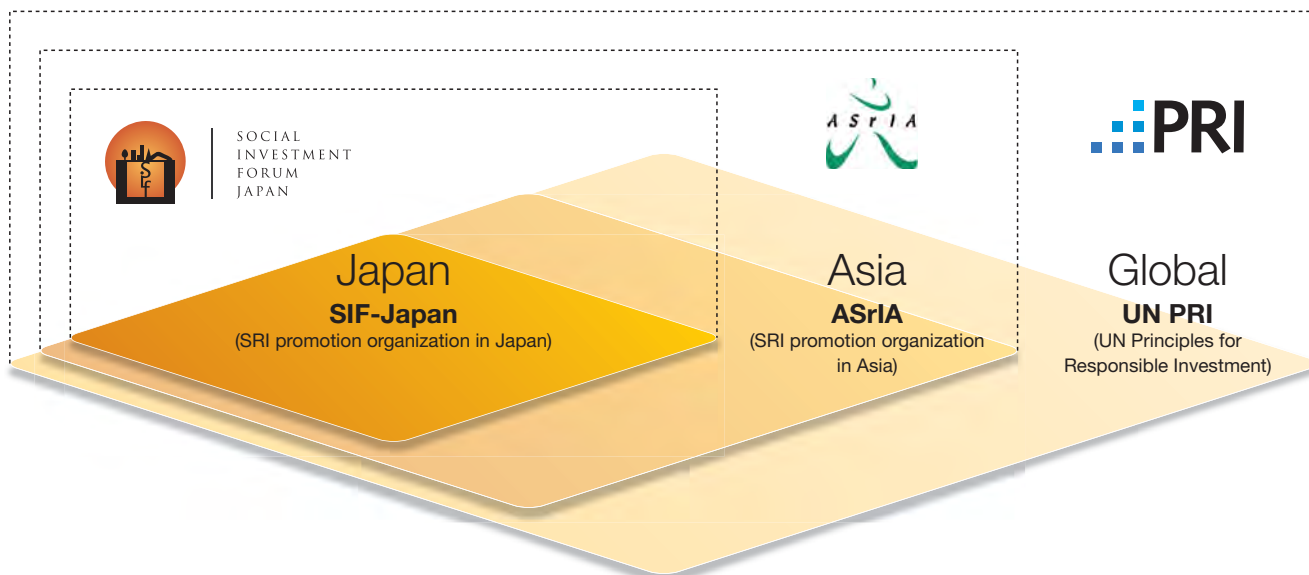 SOCIAL
INVESTMENT
FORUM
JAPAN
SIF
Japan
SIF-Japan
(SRI promotion organization in Japan)
ASrIA
Asia
ASrIA
(SRI promotion organization
in Asia)
PRI
Global
UN PRI
(UN Principles for
Responsible Investment)